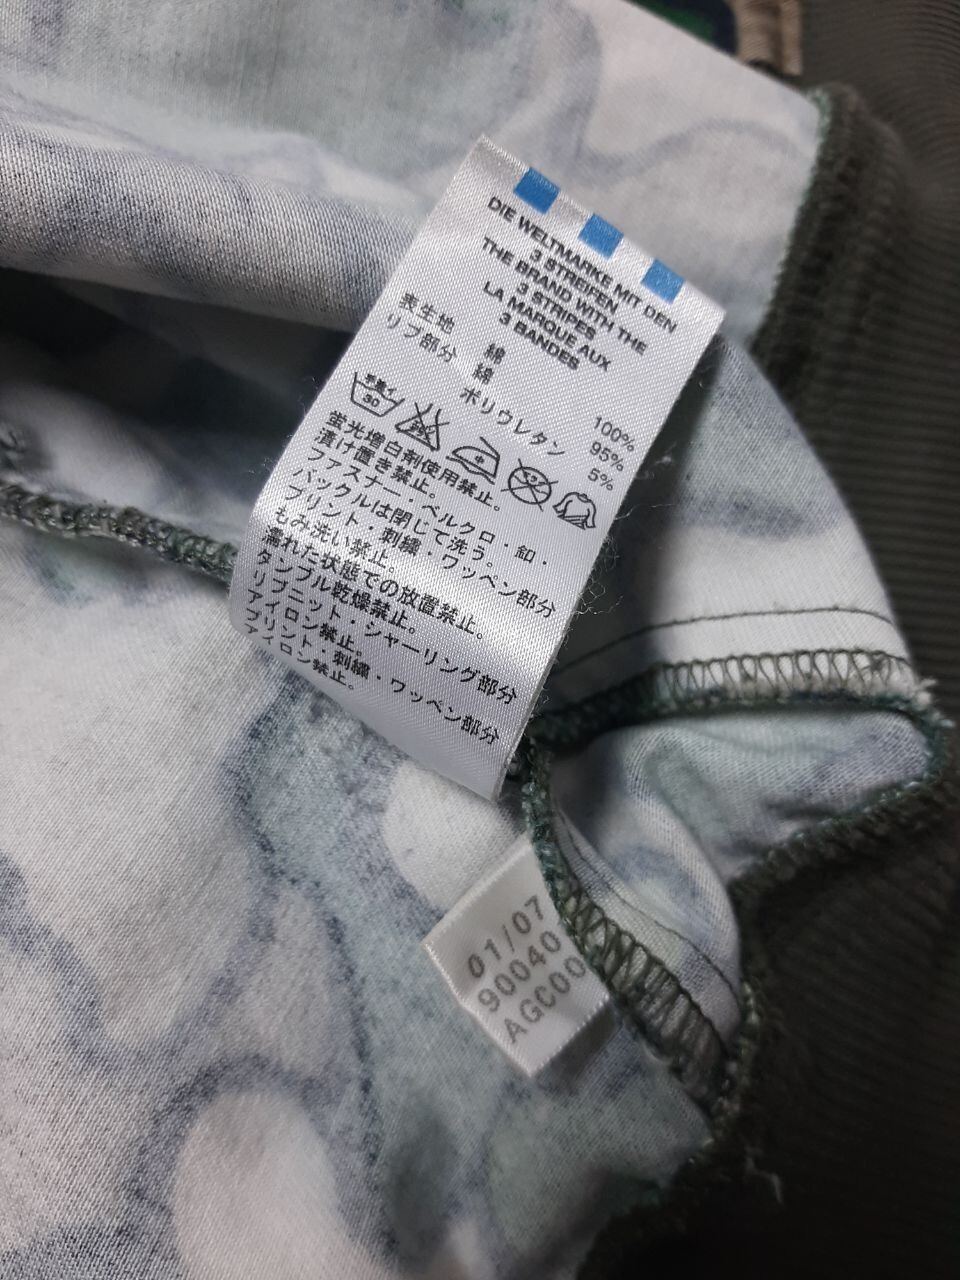 DIE WELTMARKE MIT DEN
3 STREIFEN
THE BRAND WITH THE
3 STRIPES
LA MARQUE AUX
3 BANDES
表生地 綿 100%
リブ部分 綿 95%
ポリウレタン 5%
手洗イ
30
蛍光増白剤使用禁止。
漬け置き禁止。
ファスナー・ベルクロ・釦・
バックルは閉じて洗う。
プリント・刺繍・ワッペン部分
もみ洗い禁止。
濡れた状態での放置禁止。
タンブル乾燥禁止。
リブニット・シャーリング部分
アイロン禁止。
プリント・刺繍・ワッペン部分
アイロン禁止。
01/07
90040
AGC00